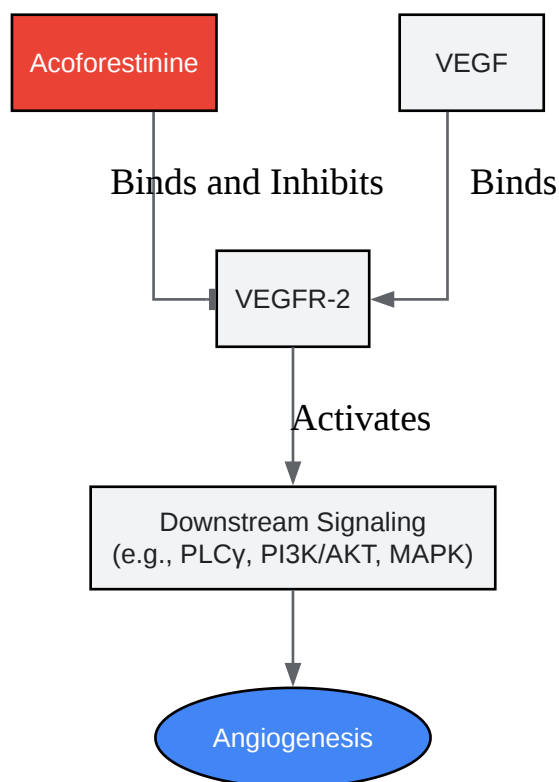 Acoforestinine
VEGF
Binds and Inhibits
Binds
VEGFR-2
Activates
Downstream Signaling
(e.g., PLCγ, PI3K/AKT, MAPK)
Angiogenesis